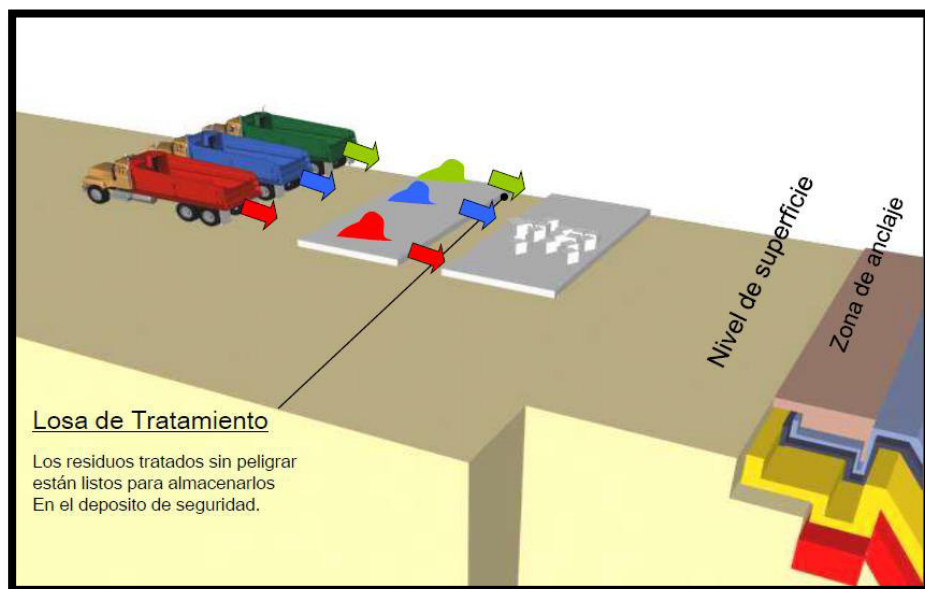 Nivel de superficie
Zona de anclaje
Losa de Tratamiento
Los residuos tratados sin peligrar
están listos para almacenarlos
En el deposito de seguridad.